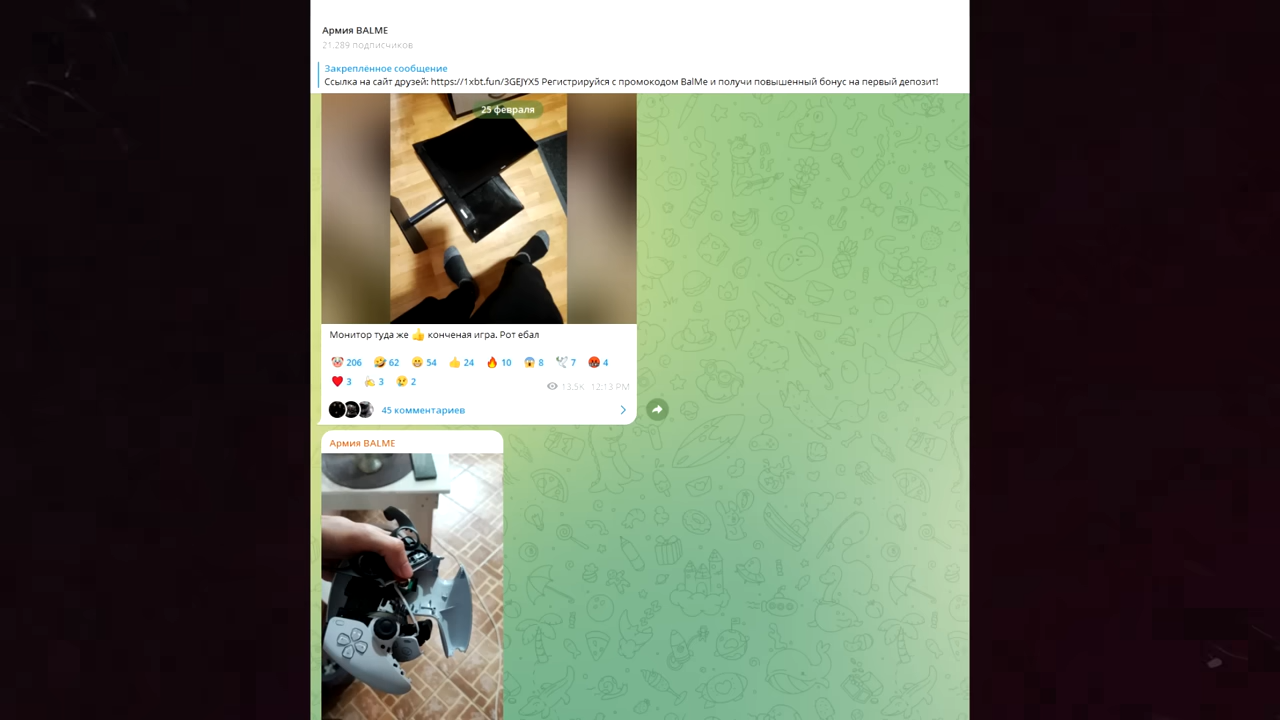 Армия BALME
21.289 подписчиков
Закреплённое сообщение
Ссылка на сайт друзей: https://1xbt.fun/3GEJYX5 Регистрируйся с промокодом BalMe и получи повышенный бонус на первый депозит!
25 февраля
Монитор туда же 👍 конченая игра. Рот ебал
🤡 206 🤣 62 😁 54 👍 24 🔥 10 😱 8 🕊 7 🤬 4
❤ 3 🍌 3 😢 2 13,5K 12:13 PM
45 комментариев
Армия BALME